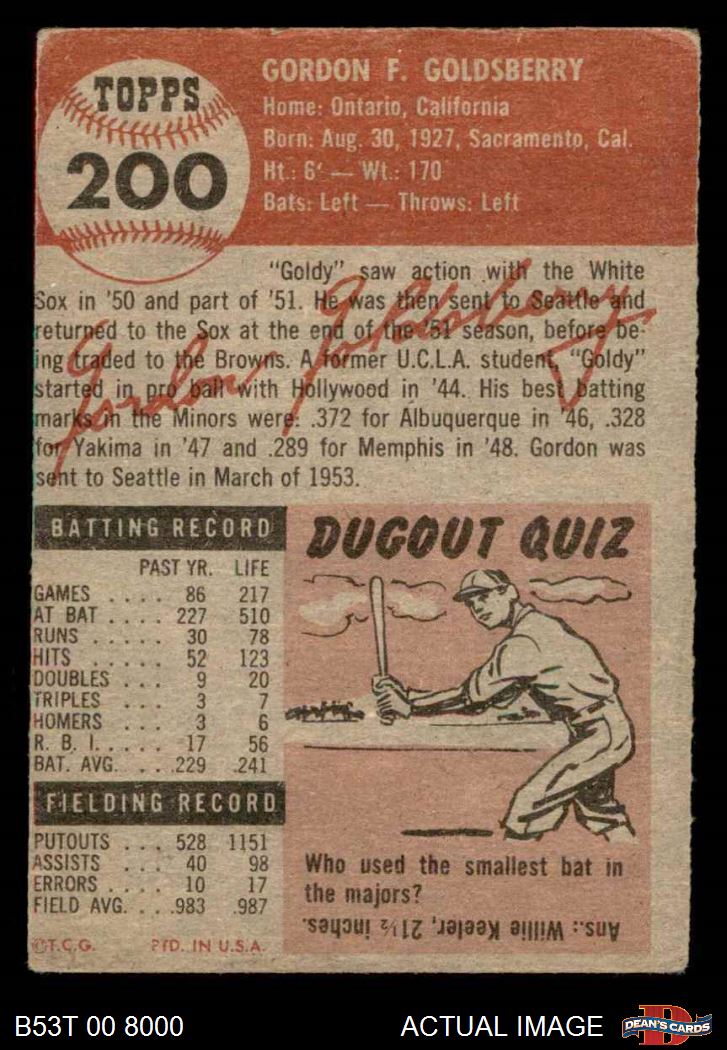 TOPPS
200
GORDON F. GOLDSBERRY
Home: Ontario, California
Born: Aug. 30, 1927, Sacramento, Cal.
Ht.: 6' — Wt.: 170
Bats: Left — Throws: Left
"Goldy" saw action with the White
Sox in '50 and part of '51. He was then sent to Seattle and
returned to the Sox at the end of the '51 season, before be-
ing traded to the Browns. A former U.C.L.A. student, "Goldy"
started in pro ball with Hollywood in '44. His best batting
marks in the Minors were: .372 for Albuquerque in '46, .328
for Yakima in '47 and .289 for Memphis in '48. Gordon was
sent to Seattle in March of 1953.
Gordon Goldsberry
BATTING RECORD
PAST YR. LIFE
GAMES .... 86 217
AT BAT .... 227 510
RUNS ..... 30 78
HITS ..... 52 123
DOUBLES ... 9 20
TRIPLES ... 3 7
HOMERS ... 3 6
R. B. I. .... 17 56
BAT. AVG. ... .229 .241
FIELDING RECORD
PUTOUTS ... 528 1151
ASSISTS .... 40 98
ERRORS .... 10 17
FIELD AVG. ... .983 .987
©T.C.G. PTD. IN U.S.A.
DUGOUT QUIZ
Who used the smallest bat in
the majors?
Ans.: Willie Keeler, 21½ inches.
B53T 00 8000
ACTUAL IMAGE
D
DEAN'S CARDS